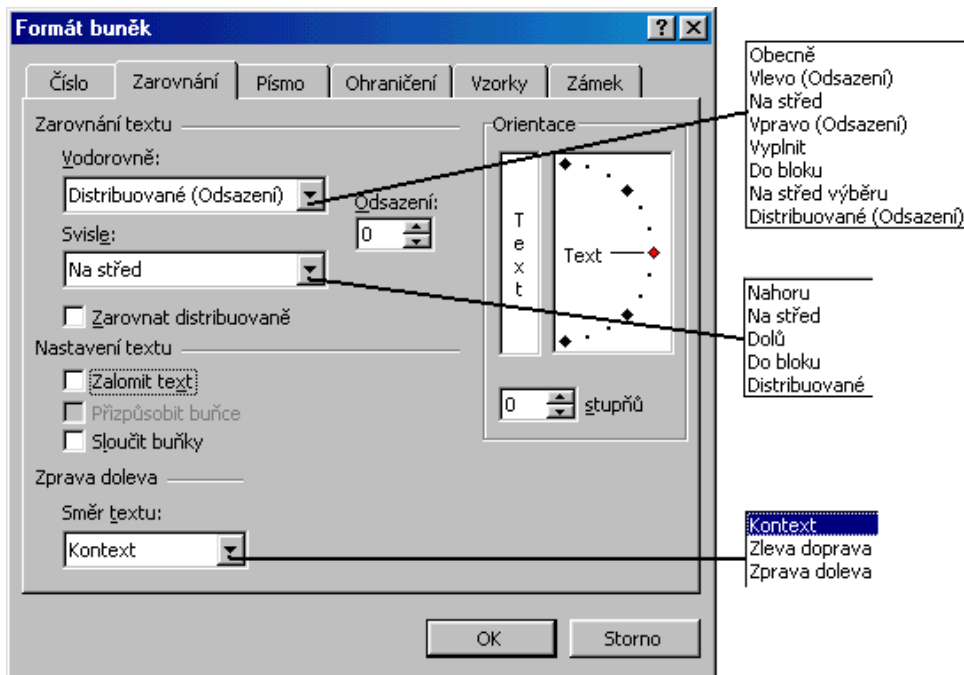 Formát buněk
Číslo
Zarovnání
Písmo
Ohraničení
Vzorky
Zámek
Zarovnání textu
Vodorovně:
Distribuované (Odsazení)
Odsazení:
0
Svisle:
Na střed
Zarovnat distribuovaně
Nastavení textu
Zalomit text
Přizpůsobit buňce
Sloučit buňky
Zprava doleva
Směr textu:
Kontext
Orientace
T
e
x
t
Text
0 stupňů
OK
Storno
Obecně
Vlevo (Odsazení)
Na střed
Vpravo (Odsazení)
Vyplnit
Do bloku
Na střed výběru
Distribuované (Odsazení)
Nahoru
Na střed
Dolů
Do bloku
Distribuované
Kontext
Zleva doprava
Zprava doleva